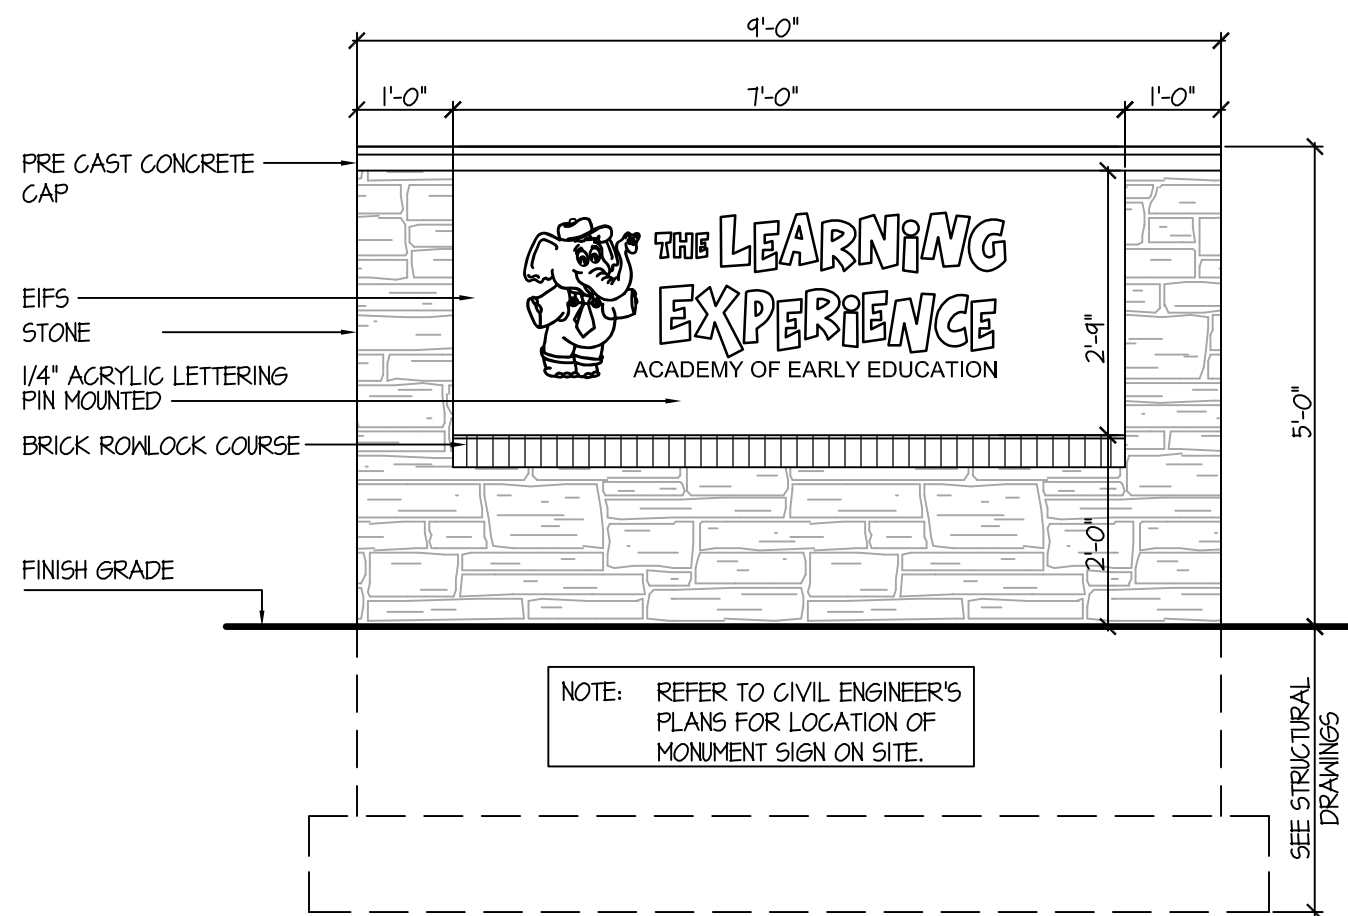 9'-0"
1'-0"
7'-0"
1'-0"
PRE CAST CONCRETE
CAP
THE LEARNiNG
EXPERiENCE
ACADEMY OF EARLY EDUCATION
EIFS
STONE
1/4" ACRYLIC LETTERING
PIN MOUNTED
BRICK ROWLOCK COURSE
2'-9"
5'-0"
2'-0"
FINISH GRADE
NOTE: REFER TO CIVIL ENGINEER'S
PLANS FOR LOCATION OF
MONUMENT SIGN ON SITE.
SEE STRUCTURAL
DRAWINGS